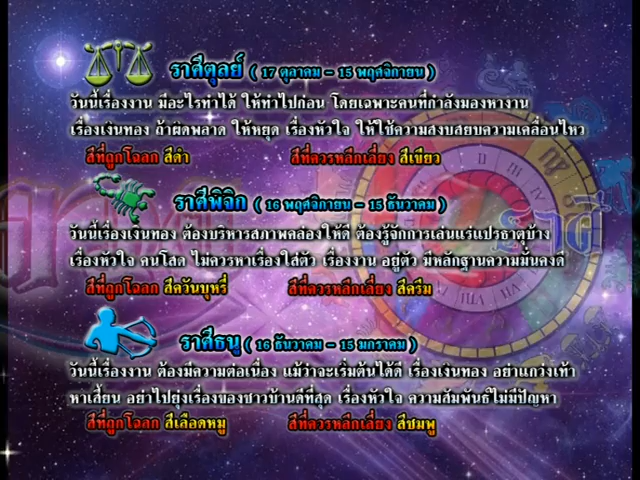 ราศีตุลย์ ( 17 ตุลาคม - 15 พฤศจิกายน )
วันนี้เรื่องงาน มีอะไรทำได้ ให้ทำไปก่อน โดยเฉพาะคนที่กำลังมองหางาน
เรื่องเงินทอง ถ้าผิดพลาด ให้หยุด เรื่องหัวใจ ให้ใช้ความสงบสยบความเคลื่อนไหว
สีที่ถูกโฉลก สีดำ สีที่ควรหลีกเลี่ยง สีเขียว
ราศีพิจิก ( 16 พฤศจิกายน - 15 ธันวาคม )
วันนี้เรื่องเงินทอง ต้องบริหารสภาพคล่องให้ดี ต้องรู้จักการเล่นแร่แปรธาตุบ้าง
เรื่องหัวใจ คนโสด ไม่ควรหาเรื่องใส่ตัว เรื่องงาน อยู่ตัว มีหลักฐานความมั่นคงดี
สีที่ถูกโฉลก สีควันบุหรี่ สีที่ควรหลีกเลี่ยง สีครีม
ราศีธนู ( 16 ธันวาคม - 15 มกราคม )
วันนี้เรื่องงาน ต้องมีความต่อเนื่อง แม้ว่าจะเริ่มต้นได้ดี เรื่องเงินทอง อย่าแกว่งเท้า
หาเสี้ยน อย่าไปยุ่งเรื่องของชาวบ้านดีที่สุด เรื่องหัวใจ ความสัมพันธ์ไม่มีปัญหา
สีที่ถูกโฉลก สีเลือดหมู สีที่ควรหลีกเลี่ยง สีชมพู